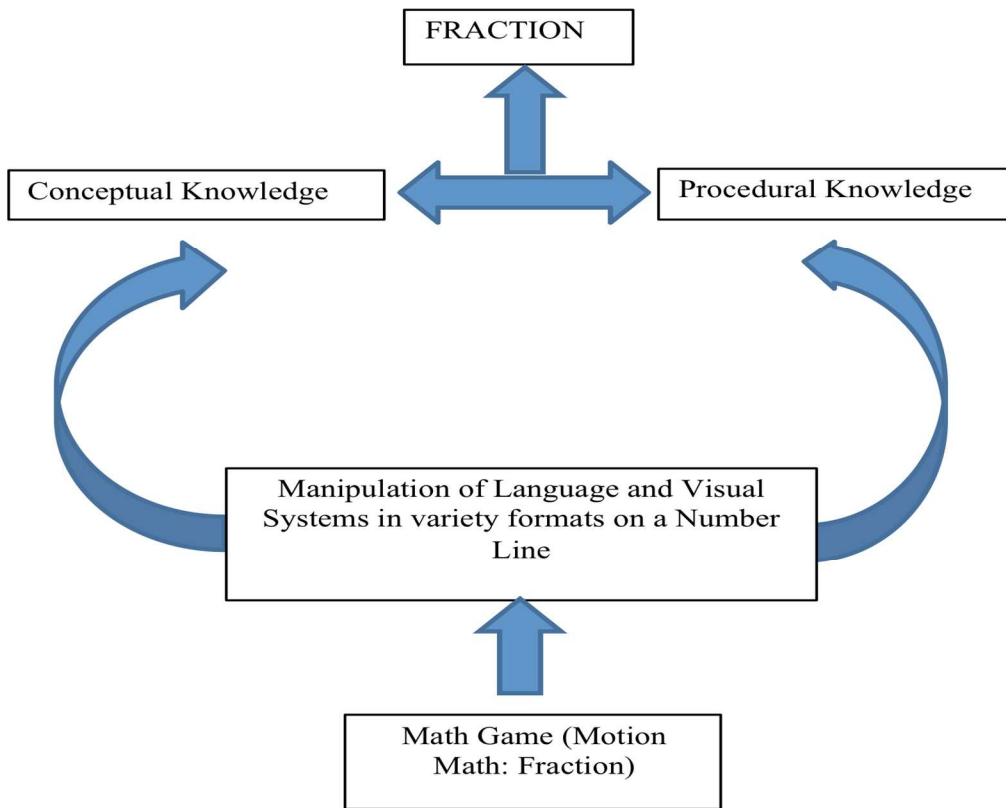 FRACTION
Conceptual Knowledge
Procedural Knowledge
Manipulation of Language and Visual
Systems in variety formats on a Number
Line
Math Game (Motion
Math: Fraction)